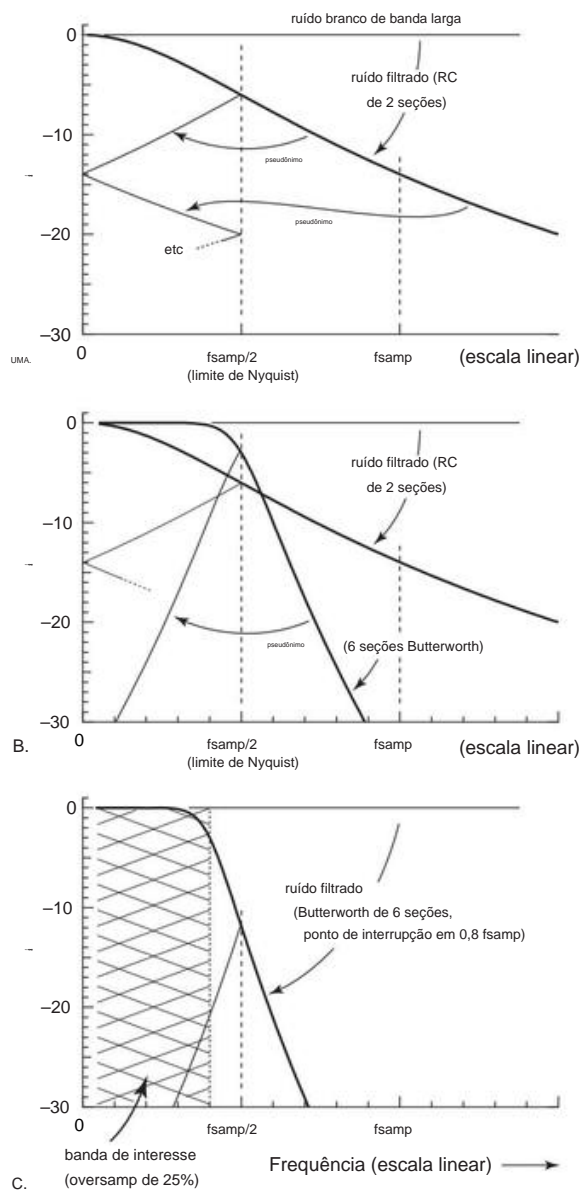 ruído branco de banda larga
0
ruído filtrado (RC
de 2 seções)
–10
pseudônimo
pseudônimo
–20
etc
–30
0
fsamp/2
fsamp
(escala linear)
(limite de Nyquist)
UMA.
0
ruído filtrado (RC
de 2 seções)
–10
–20
pseudônimo
(6 seções Butterworth)
–30
0
fsamp/2
fsamp
(escala linear)
(limite de Nyquist)
B.
0
ruído filtrado
(Butterworth de 6 seções,
ponto de interrupção em 0,8 fsamp)
–10
–20
–30
0
fsamp/2
fsamp
banda de interesse
(oversamp de 25%)
Frequência (escala linear)
C.